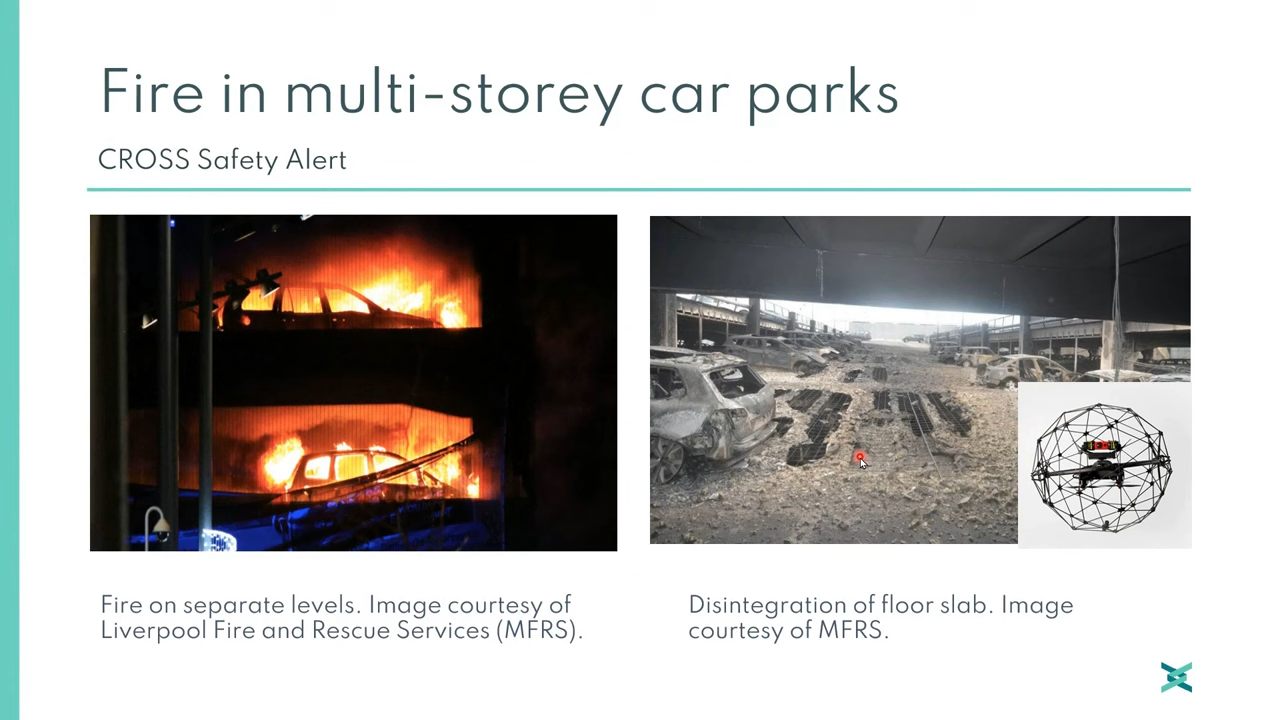 Fire in multi-storey car parks
CROSS Safety Alert
Fire on separate levels. Image courtesy of
Liverpool Fire and Rescue Services (MFRS).
Disintegration of floor slab. Image
courtesy of MFRS.